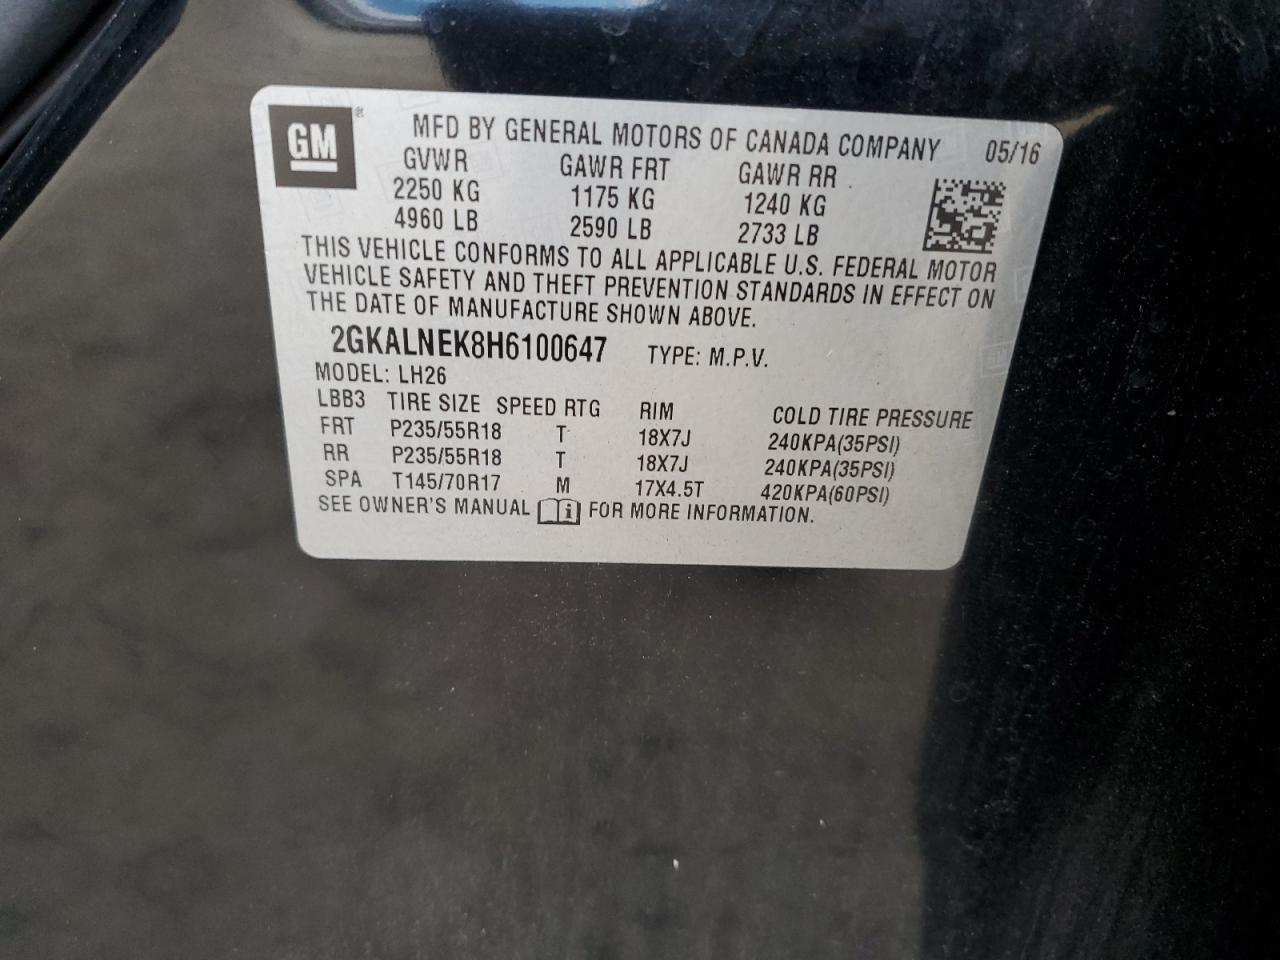 GM ®
MFD BY GENERAL MOTORS OF CANADA COMPANY 05/16
GVWR GAWR FRT GAWR RR
2250 KG 1175 KG 1240 KG
4960 LB 2590 LB 2733 LB
THIS VEHICLE CONFORMS TO ALL APPLICABLE U.S. FEDERAL MOTOR
VEHICLE SAFETY AND THEFT PREVENTION STANDARDS IN EFFECT ON
THE DATE OF MANUFACTURE SHOWN ABOVE.
2GKALNEK8H6100647 TYPE: M.P.V.
MODEL: LH26
LBB3 TIRE SIZE SPEED RTG RIM COLD TIRE PRESSURE
FRT P235/55R18 T 18X7J 240KPA(35PSI)
RR P235/55R18 T 18X7J 240KPA(35PSI)
SPA T145/70R17 M 17X4.5T 420KPA(60PSI)
SEE OWNER'S MANUAL i FOR MORE INFORMATION.